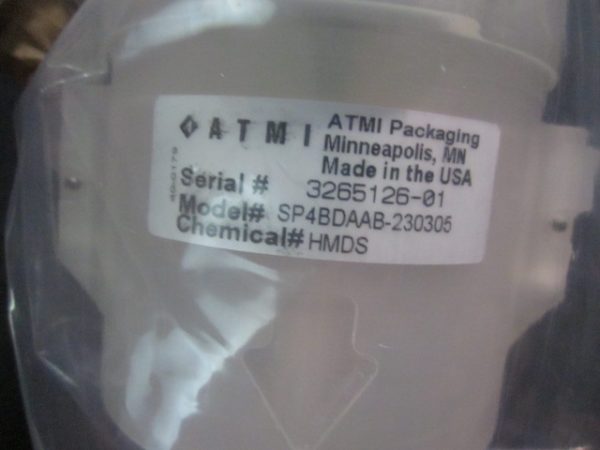 ATMI
ATMI Packaging
Minneapolis, MN
Made in the USA
Serial # 3265126-01
Model# SP4BDAAB-230305
Chemical# HMDS